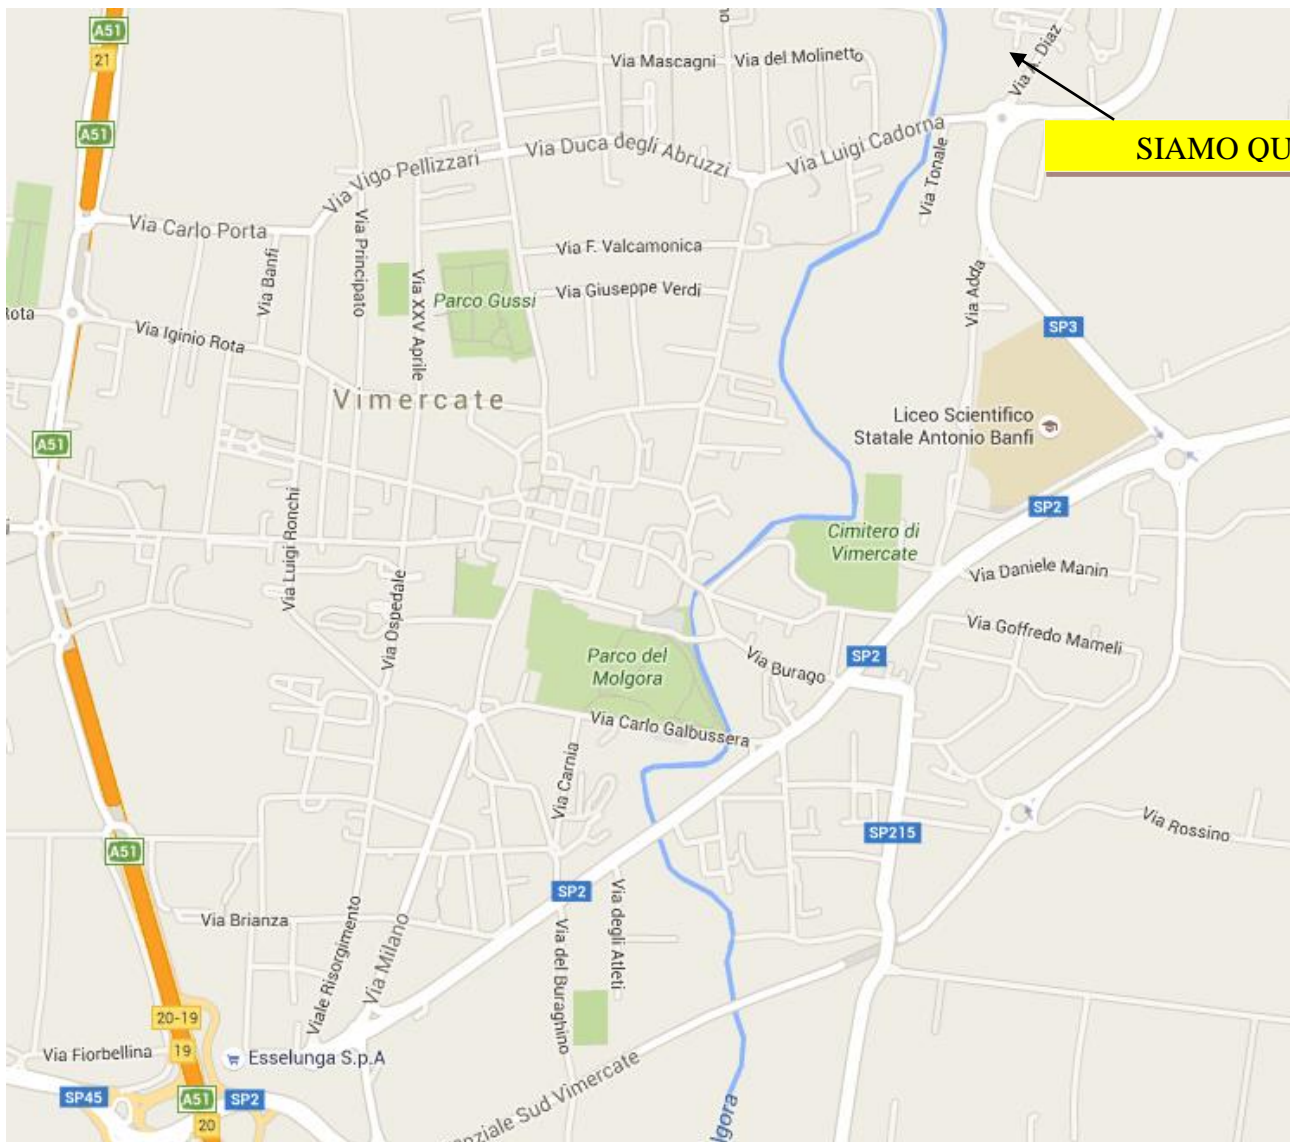 A51
21
Via Mascagni
Via del Molinetto
Via A. Diaz
A51
Via Duca degli Abruzzi
Via Luigi Cadorna
SIAMO QU
Via Vigo Pellizzari
Via Tonale
Via Carlo Porta
Via Principato
Via F. Valcamonica
Via Banfi
Via XXV Aprile
Parco Gussi
Via Giuseppe Verdi
Via Adda
Rota
Via Iginio Rota
SP3
Vimercate
Liceo Scientifico
Statale Antonio Banfi
A51
SP2
Via Luigi Ronchi
Cimitero di
Vimercate
Via Daniele Manin
Via Ospedale
Via Goffredo Mameli
Parco del
Molgora
Via Burago
SP2
Via Carlo Galbussera
Via Carnia
Via Rossino
SP215
A51
SP2
Via Brianza
Via degli Atleti
Viale Risorgimento
Via Milano
Via del Buraghino
20-19
19
Via Fiorbellina
Esselunga S.p.A
SP45
A51
SP2
20
nziale Sud Vimercate
lgora